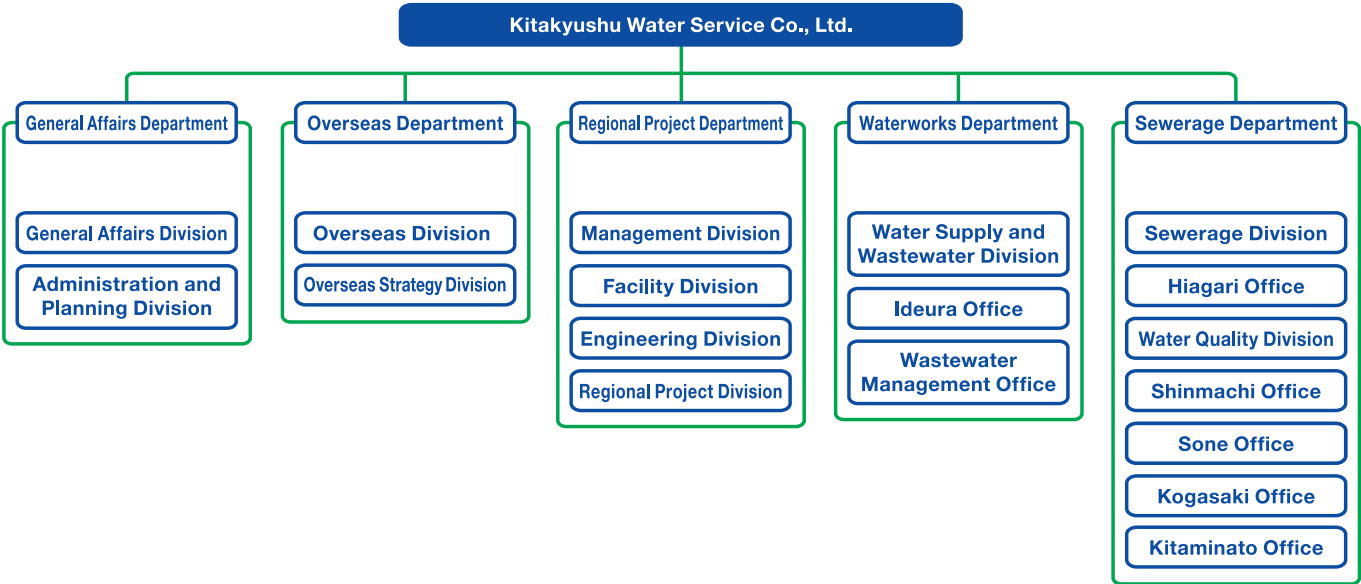 Kitakyushu Water Service Co., Ltd.
General Affairs Department
General Affairs Division
Administration and
Planning Division
Overseas Department
Overseas Division
Overseas Strategy Division
Regional Project Department
Management Division
Facility Division
Engineering Division
Regional Project Division
Waterworks Department
Water Supply and
Wastewater Division
Ideura Office
Wastewater
Management Office
Sewerage Department
Sewerage Division
Hiagari Office
Water Quality Division
Shinmachi Office
Sone Office
Kogasaki Office
Kitaminato Office